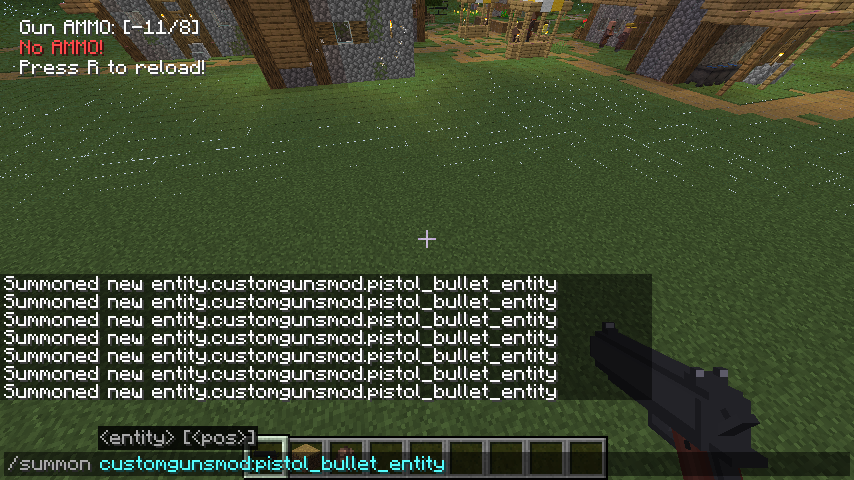 Gun AMMO: [-11/8]
No AMMO!
Press R to reload!
Summoned new entity.customgunsmod.pistol_bullet_entity
Summoned new entity.customgunsmod.pistol_bullet_entity
Summoned new entity.customgunsmod.pistol_bullet_entity
Summoned new entity.customgunsmod.pistol_bullet_entity
Summoned new entity.customgunsmod.pistol_bullet_entity
Summoned new entity.customgunsmod.pistol_bullet_entity
Summoned new entity.customgunsmod.pistol_bullet_entity
<entity> [<pos>]
/summon customgunsmod:pistol_bullet_entity